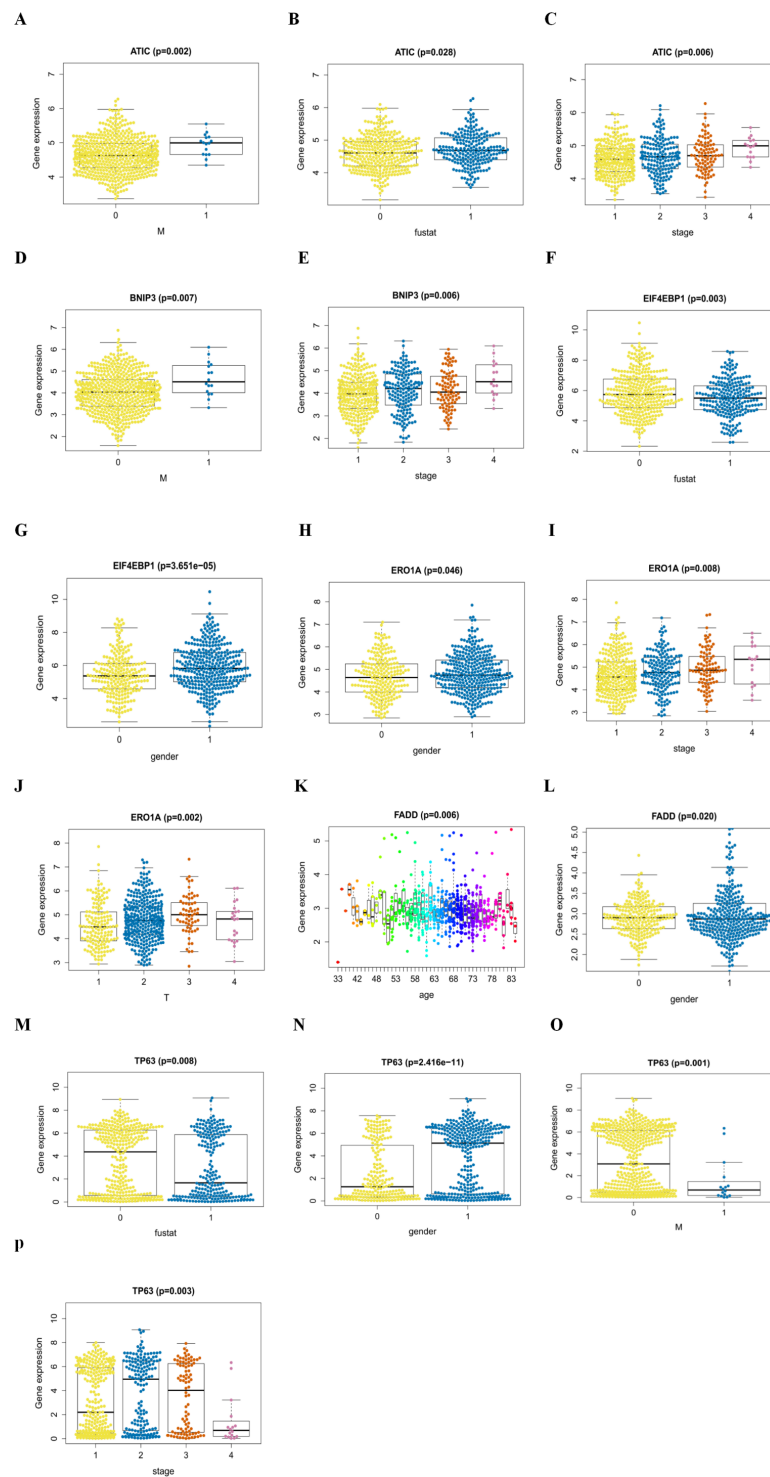 A
ATIC (p=0.002)
Gene expression
7
6
5
4
0 1
M
B
ATIC (p=0.028)
Gene expression
7
6
5
4
3
0 1
fustat
C
ATIC (p=0.006)
Gene expression
7
6
5
4
1 2 3 4
stage
D
BNIP3 (p=0.007)
Gene expression
7
6
5
4
3
2
0 1
M
E
BNIP3 (p=0.006)
Gene expression
8
7
6
5
4
3
2
1 2 3 4
stage
F
EIF4EBP1 (p=0.003)
Gene expression
10
8
6
4
2
0 1
fustat
G
EIF4EBP1 (p=3.651e−05)
Gene expression
10
8
6
4
0 1
gender
H
ERO1A (p=0.046)
Gene expression
8
7
6
5
4
3
0 1
gender
I
ERO1A (p=0.008)
Gene expression
8
7
6
5
4
3
1 2 3 4
stage
J
ERO1A (p=0.002)
Gene expression
8
7
6
5
4
3
1 2 3 4
T
K
FADD (p=0.006)
Gene expression
5
4
3
2
33 42 48 53 58 63 68 73 78 83
age
L
FADD (p=0.020)
Gene expression
5.0
4.5
4.0
3.5
3.0
2.5
2.0
0 1
gender
M
TP63 (p=0.008)
Gene expression
10
8
6
4
2
0
0 1
fustat
N
TP63 (p=2.416e−11)
Gene expression
10
8
6
4
2
0
0 1
gender
O
TP63 (p=0.001)
Gene expression
10
8
6
4
2
0
0 1
M
p
TP63 (p=0.003)
Gene expression
10
8
6
4
2
0
1 2 3 4
stage